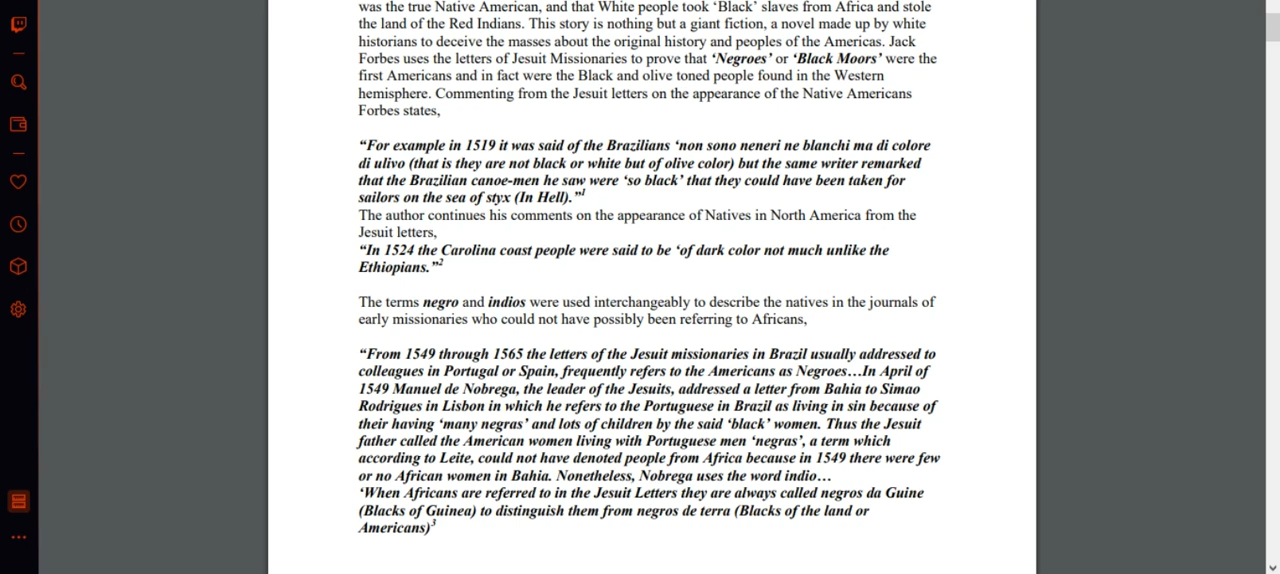 was the true Native American, and that White people took ‘Black’ slaves from Africa and stole
the land of the Red Indians. This story is nothing but a giant fiction, a novel made up by white
historians to deceive the masses about the original history and peoples of the Americas. Jack
Forbes uses the letters of Jesuit Missionaries to prove that ‘Negroes’ or ‘Black Moors’ were the
first Americans and in fact were the Black and olive toned people found in the Western
hemisphere. Commenting from the Jesuit letters on the appearance of the Native Americans
Forbes states,
“For example in 1519 it was said of the Brazilians ‘non sono neneri ne blanchi ma di colore
di ulivo (that is they are not black or white but of olive color) but the same writer remarked
that the Brazilian canoe-men he saw were ‘so black’ that they could have been taken for
sailors on the sea of styx (In Hell).”1
The author continues his comments on the appearance of Natives in North America from the
Jesuit letters,
“In 1524 the Carolina coast people were said to be ‘of dark color not much unlike the
Ethiopians.”2
The terms negro and indios were used interchangeably to describe the natives in the journals of
early missionaries who could not have possibly been referring to Africans,
“From 1549 through 1565 the letters of the Jesuit missionaries in Brazil usually addressed to
colleagues in Portugal or Spain, frequently refers to the Americans as Negroes…In April of
1549 Manuel de Nobrega, the leader of the Jesuits, addressed a letter from Bahia to Simao
Rodrigues in Lisbon in which he refers to the Portuguese in Brazil as living in sin because of
their having ‘many negras’ and lots of children by the said ‘black’ women. Thus the Jesuit
father called the American women living with Portuguese men ‘negras’, a term which
according to Leite, could not have denoted people from Africa because in 1549 there were few
or no African women in Bahia. Nonetheless, Nobrega uses the word indio…
‘When Africans are referred to in the Jesuit Letters they are always called negros da Guine
(Blacks of Guinea) to distinguish them from negros de terra (Blacks of the land or
Americans)3